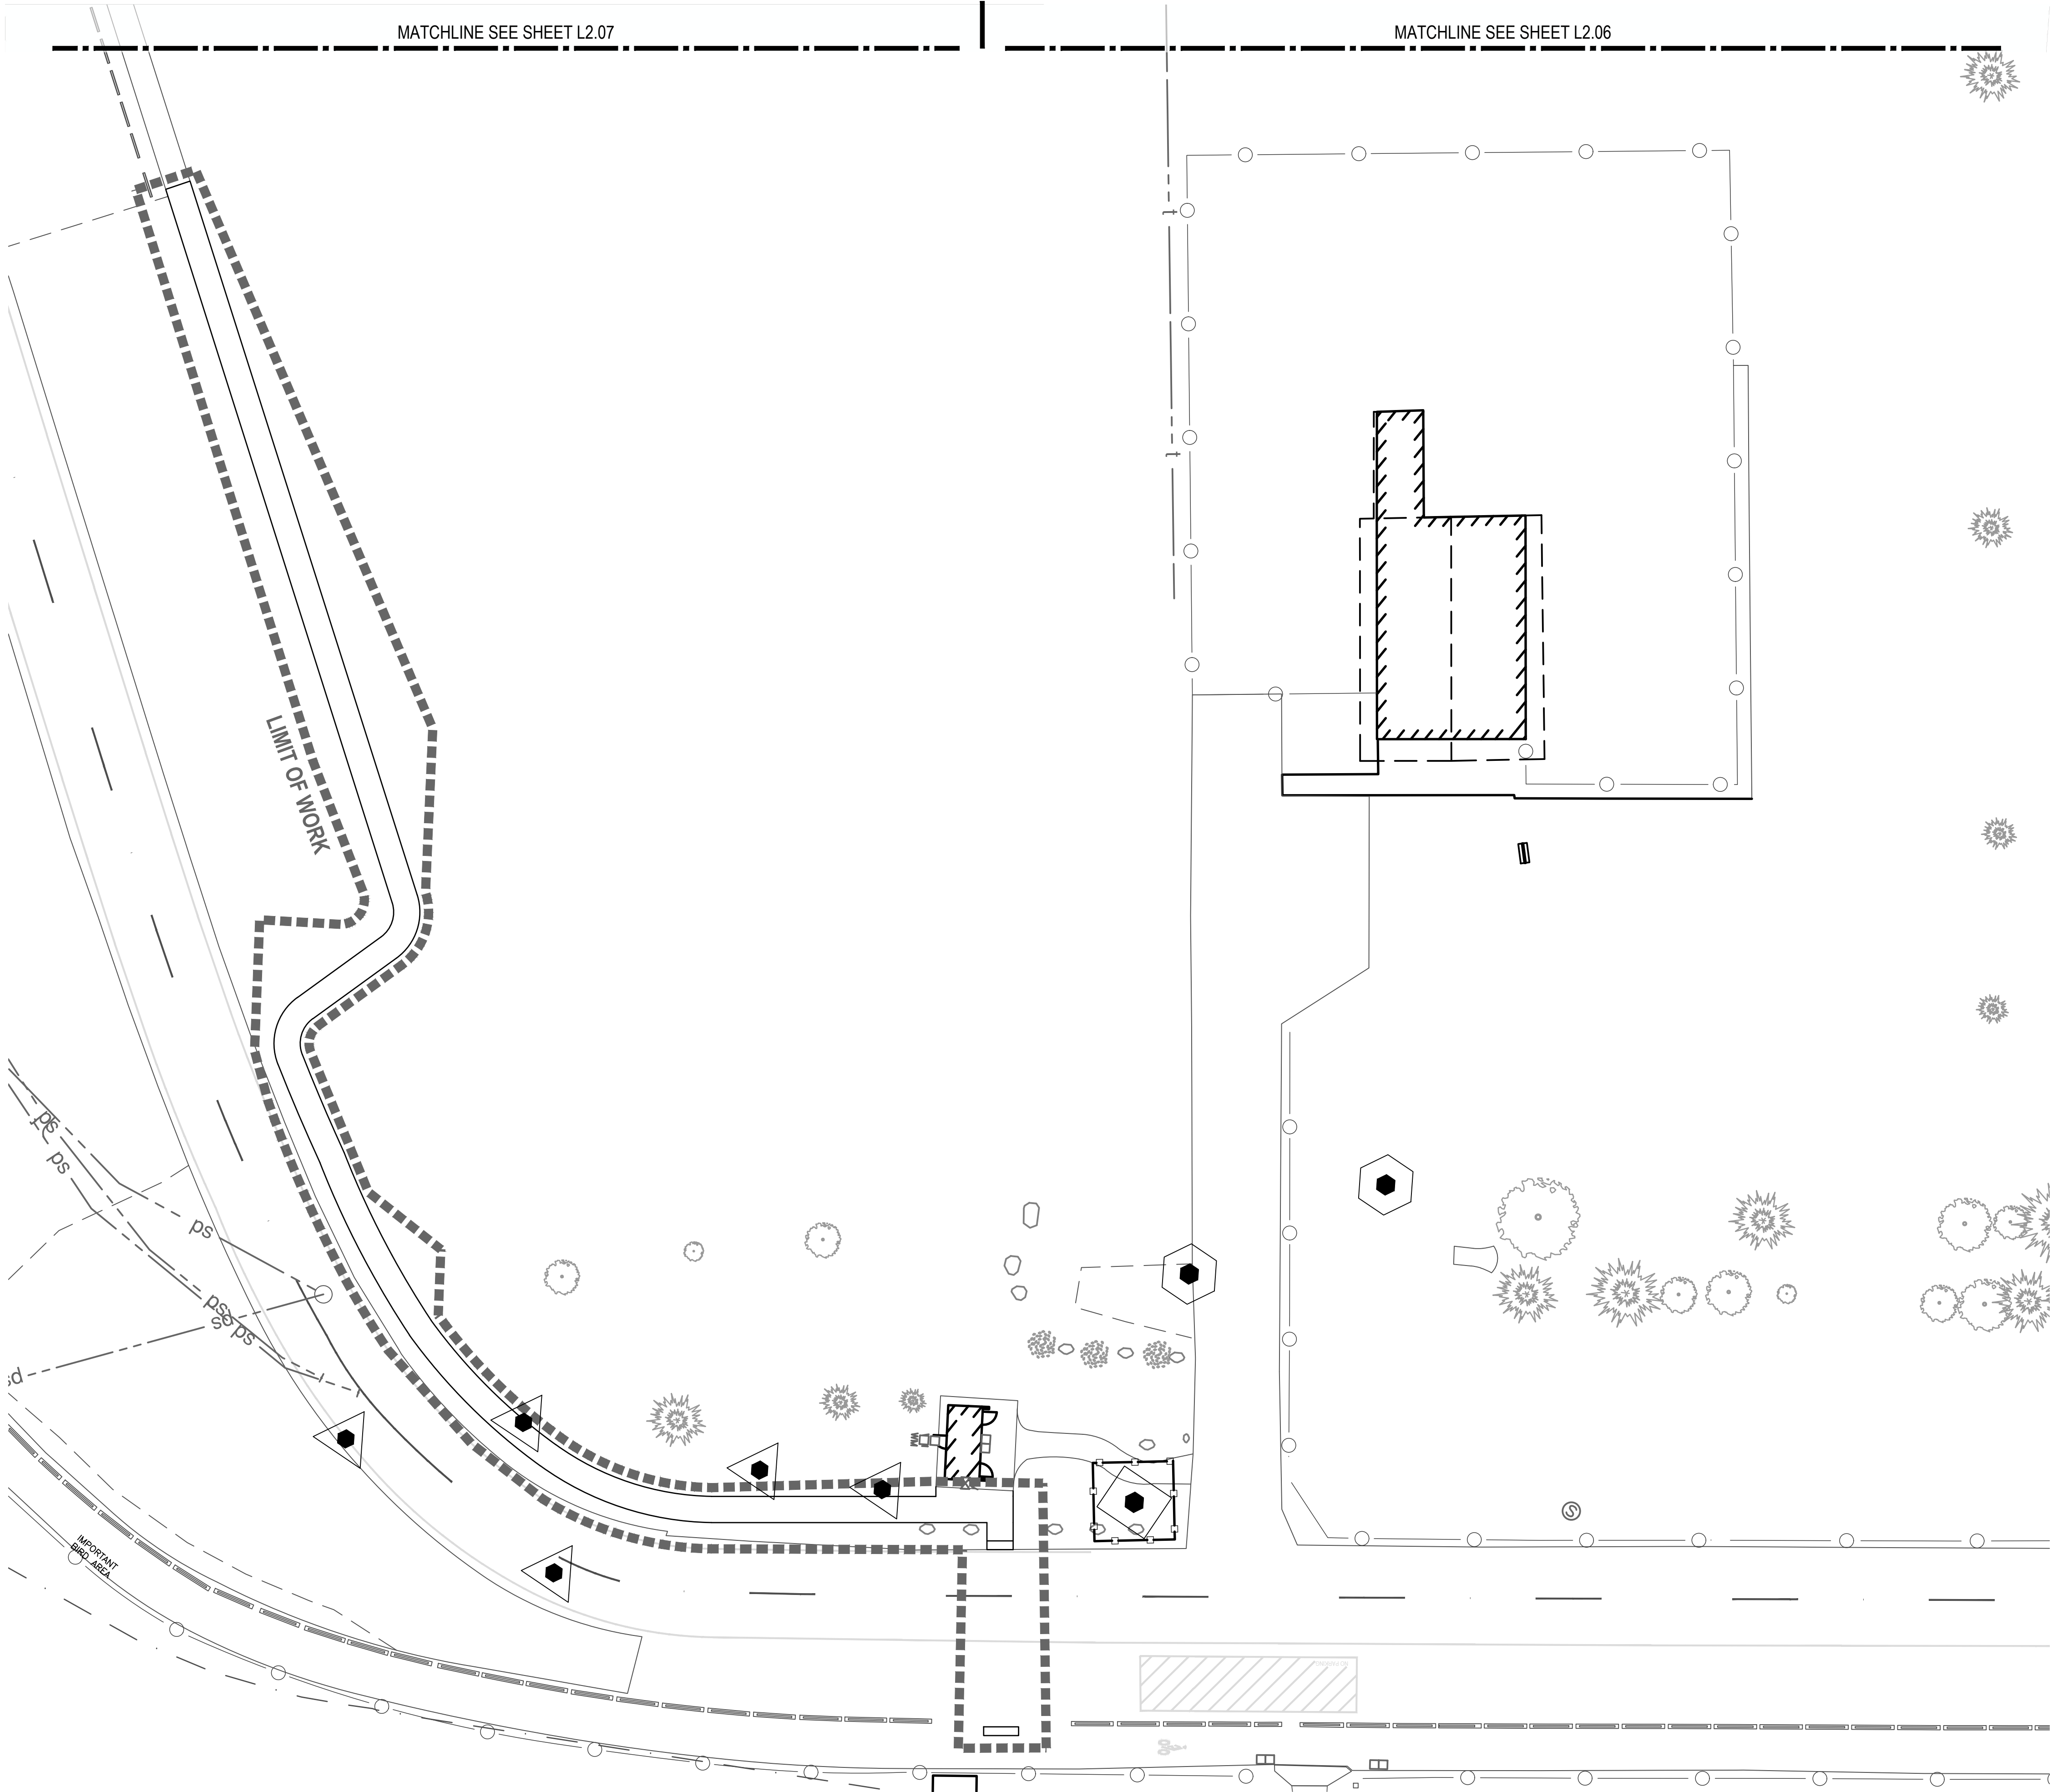 MATCHLINE SEE SHEET L2.07
MATCHLINE SEE SHEET L2.06
t
t
LIMIT OF WORK
ps
ps
ps
ps
ps
sd
S
IMPORTANT
BIRD AREA